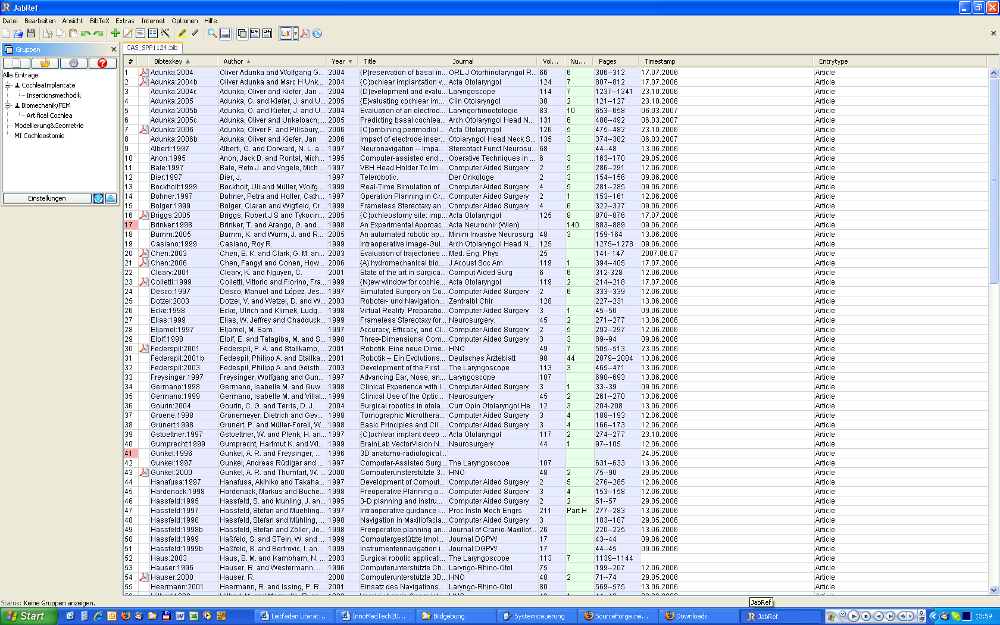 JabRef
Datei Bearbeiten Ansicht BibTeX Extras Internet Optionen Hilfe
Gruppen
CAS_SPP1124.bib
Alle Einträge
CochleaImplantate
Insertionsmethodik
Biomechanik/FEM
Artifical Cochlea
Modellierung&Geometrie
MI Cochleostomie
Einstellungen
# Bibtexkey Author Year Title Journal Vol... Nu... Pages Timestamp Entrytype
1 Adunka:2004 Oliver Adunka and Wolfgang G... 2004 {P}reservation of basal in... ORL J Otorhinolaryngol R... 66 6 306--312 17.07.2006 Article
2 Adunka:2004b Oliver Adunka and Marc H Unk... 2004 {C}ochlear implantation v... Acta Otolaryngol 124 7 807--812 17.07.2006 Article
3 Adunka:2004c Adunka, Oliver and Kiefer, Jan ... 2004 {D}evelopment and evalu... Laryngoscope 114 7 1237--1241 23.10.2006 Article
4 Adunka:2005 Adunka, O. and Kiefer, J. and U... 2005 {E}valuating cochlear im... Clin Otolaryngol 30 2 121--127 23.10.2006 Article
5 Adunka:2005b Adunka, O. and Kiefer, J. and U... 2004 Evaluation of an electrod... Laryngorhinootologie 83 10 653--658 06.03.2007 Article
6 Adunka:2005c Adunka, Oliver and Unkelbach, ... 2005 Predicting basal cochlea... Arch Otolaryngol Head N... 131 6 488--492 06.03.2007 Article
7 Adunka:2006 Adunka, Oliver F. and Pillsbury,... 2006 {C}ombining perimodiol... Acta Otolaryngol 126 5 475--482 23.10.2006 Article
8 Adunka:2006b Adunka, Oliver and Kiefer, Jan 2006 Impact of electrode inser... Otolaryngol Head Neck S... 135 3 374--382 06.03.2007 Article
9 Alberti:1997 Alberti, O. and Dorward, N. L. a... 1997 Neuronavigation -- Impa... Stereotact Funct Neurosu... 68 44--48 13.06.2006 Article
10 Anon:1995 Anon, Jack B. and Rontal, Mich... 1995 Computer-assisted end... Operative Techniques in ... 6 3 163--170 29.05.2006 Article
11 Bale:1997 Bale, Reto J. and Vogele, Mich... 1997 VBH Head Holder To Im... Computer Aided Surgery 2 5 286--291 12.06.2006 Article
12 Bier:1997 Bier, J. 1997 Telerobotic. Der Onkologe 2 3 154--156 09.06.2006 Article
13 Bockholt:1999 Bockholt, Uli and Müller, Wolfg... 1999 Real-Time Simulation of ... Computer Aided Surgery 4 5 281--285 09.06.2006 Article
14 Bohner:1997 Bohner, Petra and Holler, Cath... 1997 Operation Planning in Cr... Computer Aided Surgery 2 1 153--161 12.06.2006 Article
15 Bolger:1999 Bolger, Ciaran and Wigfield, Cr... 1999 Frameless Stereotaxy an... Computer Aided Surgery 4 6 322--327 09.06.2006 Article
16 Briggs:2005 Briggs, Robert J S and Tykocin... 2005 {C}ochleostomy site: imp... Acta Otolaryngol 125 8 870--876 17.07.2006 Article
17 Brinker:1998 Brinker, T. and Arango, G. and ... 1998 An Experimental Approac... Acta Neurochir (Wien) 140 883--889 09.06.2006 Article
18 Bumm:2005 Bumm, K. and Wurm, J. and R... 2005 An automated robotic ap... Minim Invasive Neurosurg 48 3 159-164 13.06.2006 Article
19 Casiano:1999 Casiano, Roy R. 1999 Intraoperative Image-Gui... Arch Otolaryngol Head N... 125 1275--1278 09.06.2006 Article
20 Chen:2003 Chen, B. K. and Clark, G. M. an... 2003 Evaluation of trajectories ... Med. Eng. Phys 25 141- 147 2007.06.07 Article
21 Chen:2006 Chen, Fangyi and Cohen, How... 2006 {A} hydromechanical bio... J Acoust Soc Am 119 1 394--405 17.07.2006 Article
22 Cleary:2001 Cleary, K. and Nguyen, C. 2001 State of the art in surgica... Comput Aided Surg 6 6 312-328 12.06.2006 Article
23 Colletti:1999 Colletti, Vittorio and Fiorino, Fra... 1999 {N}ew window for cochle... Acta Otolaryngol 119 2 214--218 17.07.2006 Article
24 Desco:1997 Desco, Manuel and López, Jes... 1997 Simulated Surgery on Co... Computer Aided Surgery 2 6 333--339 12.06.2006 Article
25 Dotzel:2003 Dotzel, V. and Wetzel, D. and W... 2003 Roboter- und Navigation... Zentralbl Chir 128 227--231 13.06.2006 Article
26 Ecke:1998 Ecke, Ulrich and Klimek, Ludg... 1998 Virtual Reality: Preparatio... Computer Aided Surgery 3 1 45--50 09.06.2006 Article
27 Elias:1999 Elias, W. Jeffrey and Chadduck... 1999 Frameless Stereotaxy for... Neurosurgery. 45 2 271--277 13.06.2006 Article
28 Eljamel:1997 Eljamel, M. Sam. 1997 Accuracy, Efficacy, and Cl... Computer Aided Surgery 2 5 292--297 12.06.2006 Article
29 Elolf:1998 Elolf, E. and Tatagiba, M. and S... 1998 Three-Dimensional Com... Computer Aided Surgery 3 3 89--94 09.06.2006 Article
30 Federspil:2001 Federspil, P. A. and Stallkamp, ... 2001 Robotik. Eine neue Dime... HNO 49 7 505--513 23.05.2006 Article
31 Federspil:2001b Fedespil, Philipp A. and Stallka... 2001 Robotik -- Ein Evolutions... Deutsches Ärzteblatt 98 44 2879--2884 13.06.2006 Article
32 Federspil:2003 Fedespil, Philipp A. and Geisth... 2003 Development of the First ... The Laryngoscope 113 3 465--471 13.06.2006 Article
33 Freysinger:1997 Freysinger, Wolfgang and Gun... 1997 Advancing Ear, Nose, an... Laryngoscope 107 690--693 13.06.2006 Article
34 Germano:1998 Germano, Isabelle M. and Quw... 1998 Clinical Experience with I... Computer Aided Surgery 3 1 33--39 09.06.2006 Article
35 Germano:1999 Germano, Isabelle M. and Villal... 1999 Clinical Use of the Optic... Neurosurgery 45 2 261--270 13.06.2006 Article
36 Gourin:2004 Gourin, C. G. and Terris, D. J. 2004 Surgical robotics in otola... Curr Opin Otolaryngol He... 12 3 204-208 13.06.2006 Article
37 Groene:1998 Grönemeyer, Dietrich and Gev... 1998 Tomographic Microthera... Computer Aided Surgery 3 4 188--193 12.06.2006 Article
38 Grunert:1998 Grunert, P. and Müller-Forell, W... 1998 Basic Principles and Cli... Computer Aided Surgery 3 4 166--173 12.06.2006 Article
39 Gstoettner:1997 Gstoettner, W. and Plenk, H. an... 1997 {C}ochlear implant deep ... Acta Otolaryngol 117 2 274--277 23.10.2006 Article
40 Gumprecht:1999 Gumprecht, Hartmut K. and Wi... 1999 BrainLab VectorVision N... Neurosurgery 44 1 97--105 12.06.2006 Article
41 Gunkel:1996 Gunkel, A. R. and Freysinger, ... 1996 3D anatomo-radiological... 24.05.2006 Article
42 Gunkel:1997 Gunkel, Andreas Rüdiger and ... 1997 Computer-Assisted Surg... The Laryngoscope 107 631--633 13.06.2006 Article
43 Gunkel:2000 Gunkel, A. R. and Thumfart, W. ... 2000 Computerunsterstützte 3... HNO 48 2 75--90 29.05.2006 Article
44 Hanafusa:1997 Hanafusa, Akihiko and Takaha... 1997 Development of Comput... Computer Aided Surgery 2 5 276--285 12.06.2006 Article
45 Hardenack:1998 Hardenack, Markus and Buche... 1998 Preoperative Planning a... Computer Aided Surgery 3 4 153--158 12.06.2006 Article
46 Hassfeld:1995 Hassfeld, S. and Muhling, J. an... 1995 3-D planning and instru... Computer Aided Surgery 2 2 51--57 29.05.2006 Article
47 Hassfeld:1997 Hassfeld, Stefan and Muehling,... 1997 Intraoperative guidance i... Proc Instn Mech Engrs 211 Part H 277--283 13.06.2006 Article
48 Hassfeld:1998 Hassfeld, Stefan and Mühling, ... 1998 Navigation in Maxillofacia... Computer Aided Surgery 3 183--187 29.05.2006 Article
49 Hassfeld:1998b Hassfeld, Stefan and Zöller, Jo... 1998 Preoperative planning an... Journal of Cranio-Maxillof... 26 220--225 13.06.2006 Article
50 Hassfeld:1999 Haßfeld, S. and STein, W. and ... 1999 Computergestützte Impl... Journal DGPW 17 43--44 09.06.2006 Article
51 Hassfeld:1999b Haßfeld, S. and Bertrovic, I. an... 1999 Instrumentennavigation i... Journal DGPW 17 44--45 09.06.2006 Article
52 Haus:2003 Haus, B. M. and Kambham, N. ... 2003 Surgical robotic applicati... The Laryngoscope 113 7 1139--1144 Article
53 Hauser:1996 Hauser, R. and Westermann, ... 1996 Computerunterstützte Ch... Laryngo-Rhino-Otol. 75 199--207 12.06.2006 Article
54 Hauser:2000 Hauser, R. 2000 Computerunterstützte 3D... HNO 48 2 71--74 29.05.2006 Article
55 Heermann:2001 Heermann, R. and Issing, P. R.... 2001 Einsatz des Navigations... Laryngo-Rhino-Otol 80 569--575 13.06.2006 Article
Status: Keine Gruppen anzeigen.
JabRef
Start Leitfaden Literat... InnoMedTech20... Bildgebung Systemsteuerung SourceForge.ne... Downloads JabRef 13:59